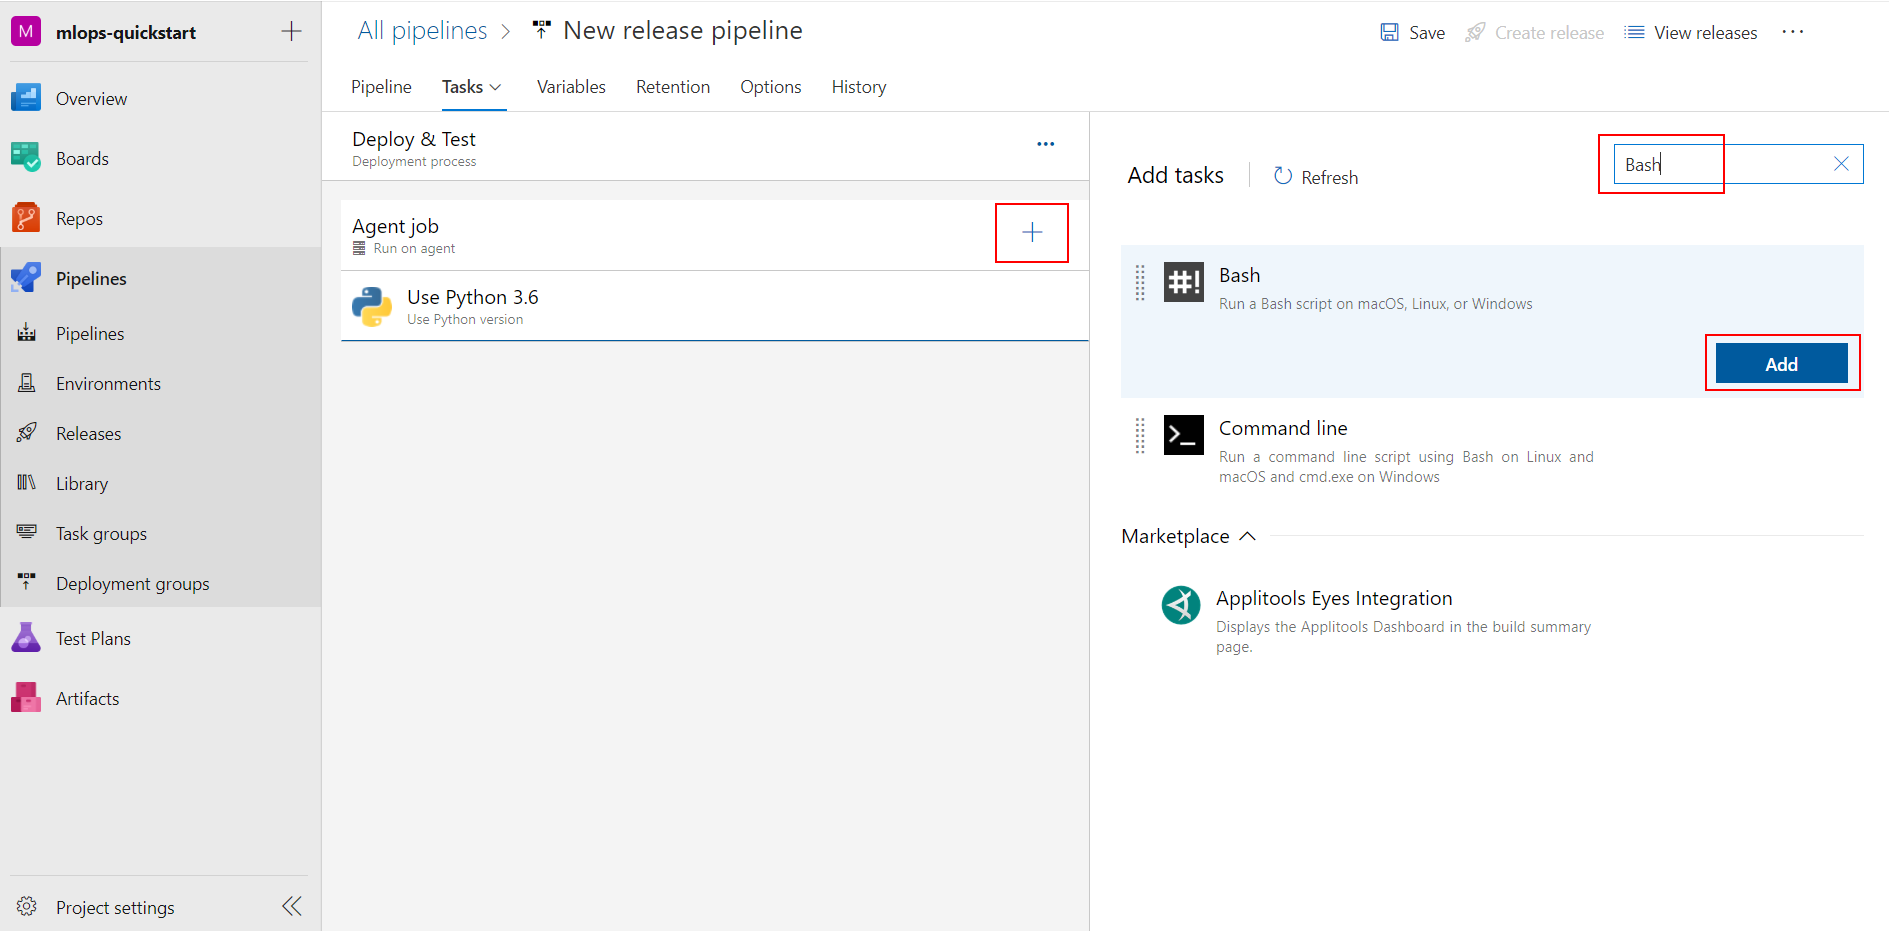 M mlops-quickstart
Overview
Boards
Repos
Pipelines
Pipelines
Environments
Releases
Library
Task groups
Deployment groups
Test Plans
Artifacts
Project settings
All pipelines > New release pipeline
Save Create release View releases ...
Pipeline Tasks Variables Retention Options History
Deploy & Test
Deployment process
Agent job
Run on agent
Use Python 3.6
Use Python version
Add tasks Refresh
Bash
#! Bash
Run a Bash script on macOS, Linux, or Windows
Add
Command line
Run a command line script using Bash on Linux and
macOS and cmd.exe on Windows
Marketplace
Applitools Eyes Integration
Displays the Applitools Dashboard in the build summary
page.